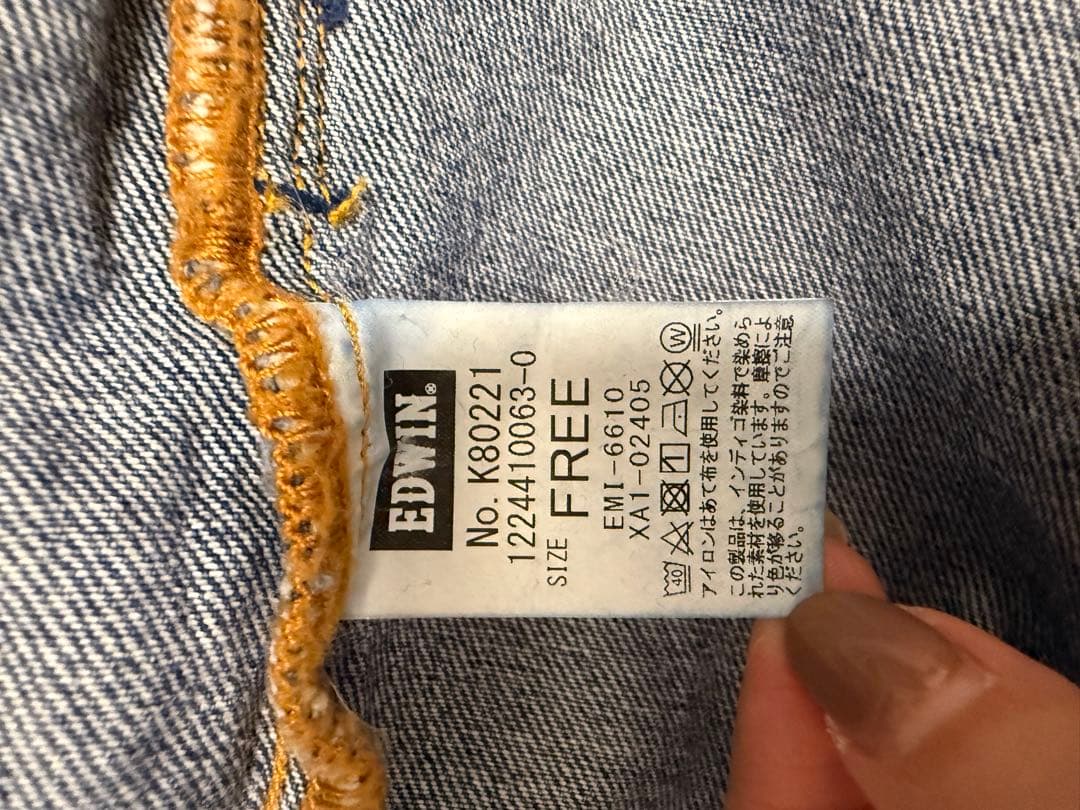 EDWIN®
No. K80221
1224410063-0
SIZE FREE
EMI-6610
XA1-02405
40 W
アイロンはあて布を使用してください。
この製品は、インディゴ染料で染めら
れた素材を使用しています。摩擦によ
り色が移ることがありますのでご注意
ください。